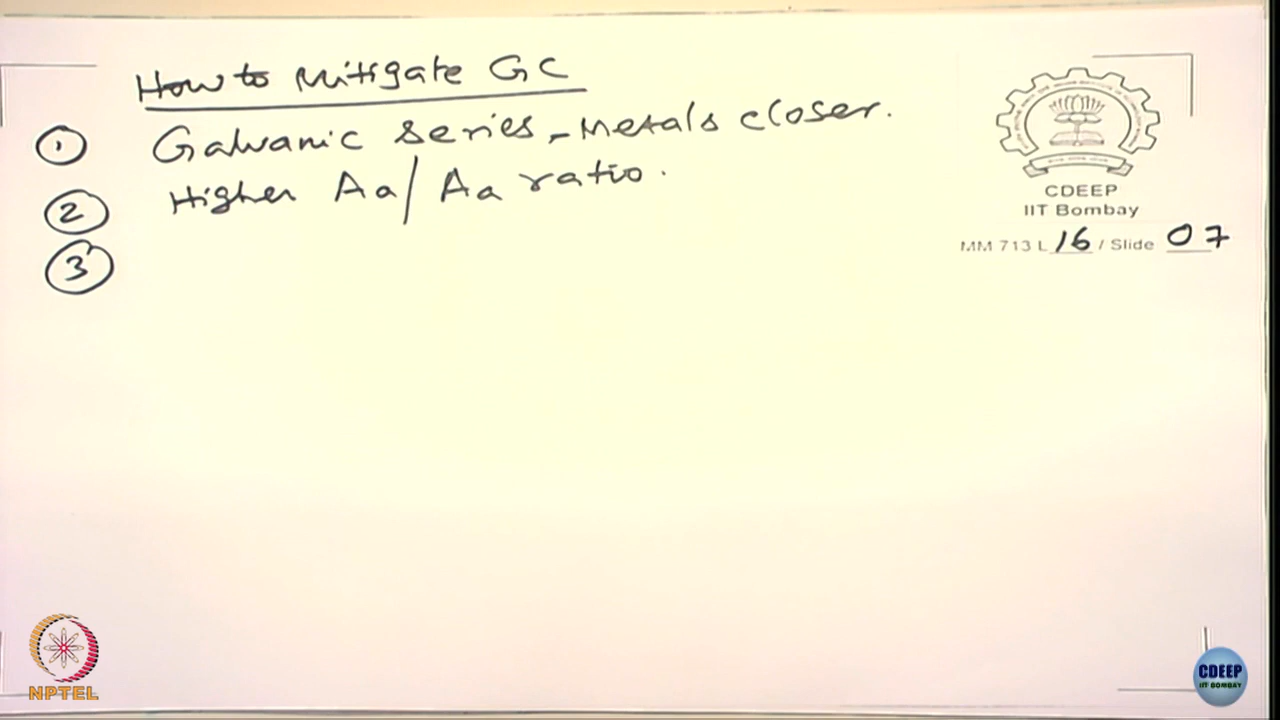 How to Mitigate GC
① Galvanic series, Metals closer.
② Higher Aa/Aa ratio.
③
CDEEP
IIT Bombay
MM 713 L 16 / Slide 07
NPTEL
CDEEP
IIT BOMBAY